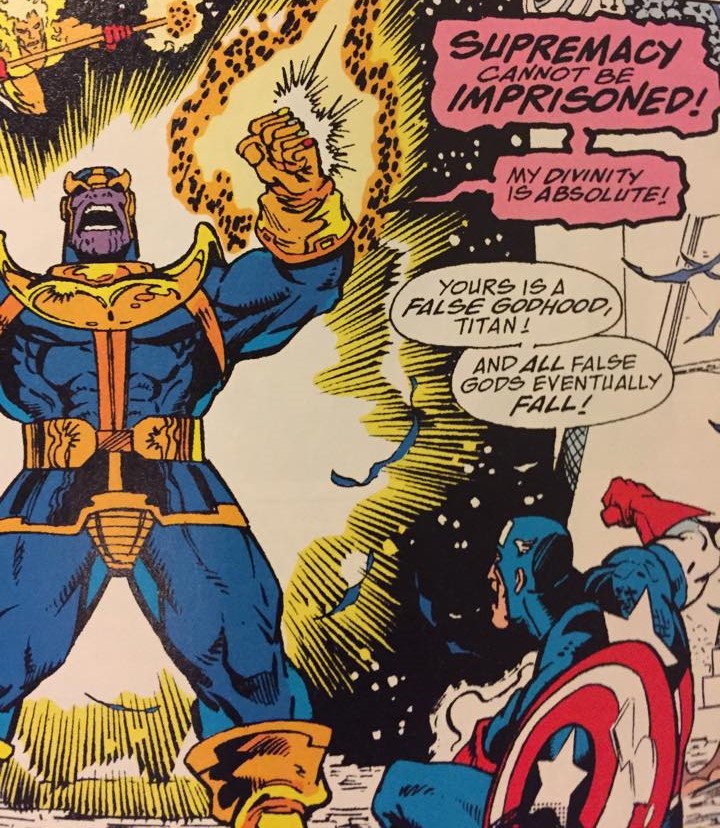 SUPREMACY
CANNOT BE
IMPRISONED!
MY DIVINITY
IS ABSOLUTE!
YOURS IS A
FALSE GODHOOD,
TITAN!
AND ALL FALSE
GODS EVENTUALLY
FALL!